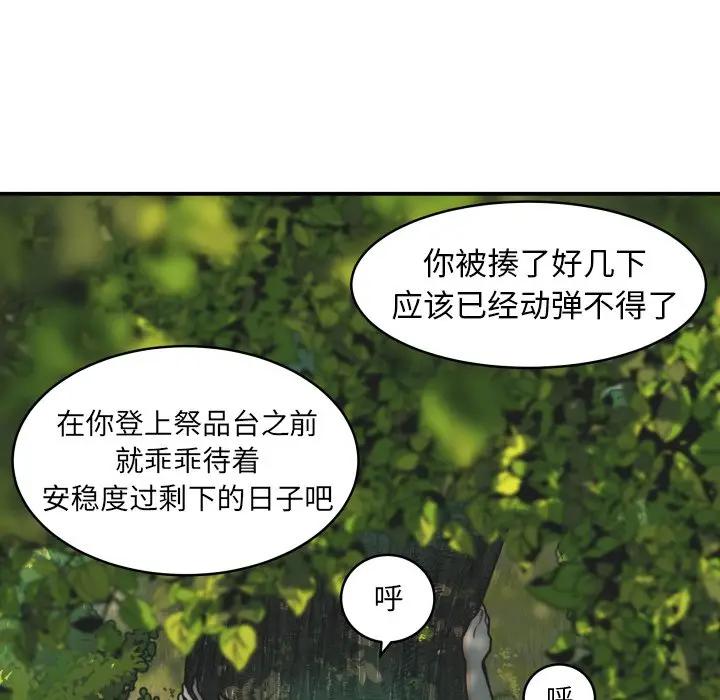 你被揍了好几下
应该已经动弹不得了
在你登上祭品台之前
就乖乖待着
安稳度过剩下的日子吧
呼
呼